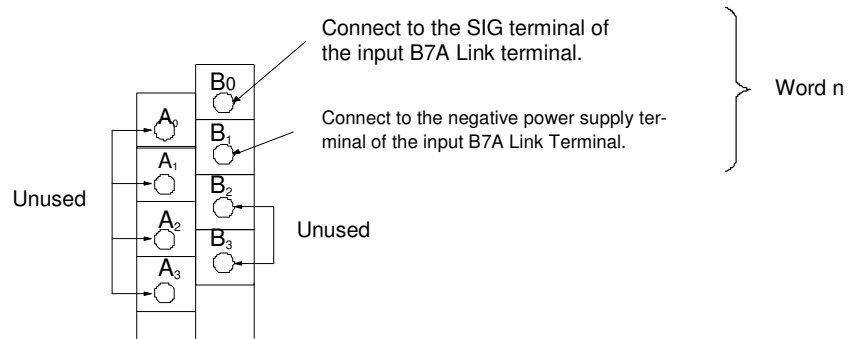 Connect to the SIG terminal of
the input B7A Link terminal.
Word n
B0
A0
Connect to the negative power supply ter-
minal of the input B7A Link Terminal.
B1
A1
B2
Unused
A2
Unused
B3
A3